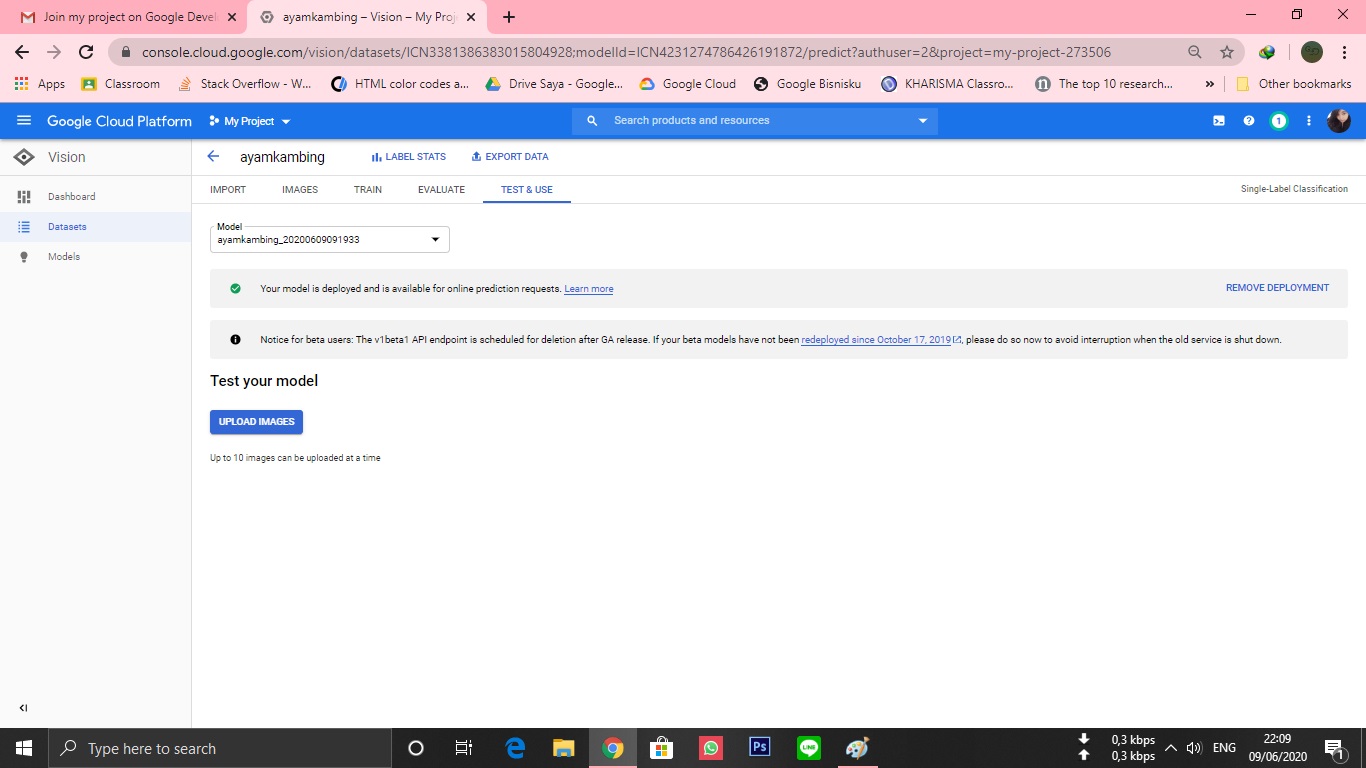 Join my project on Google Devel
ayamkambing – Vision – My Proj
console.cloud.google.com/vision/datasets/ICN3381386383015804928;modelId=ICN4231274786426191872/predict?authuser=2&project=my-project-273506
Apps
Classroom
Stack Overflow - W...
HTML color codes a...
Drive Saya - Google...
Google Cloud
Google Bisnisku
KHARISMA Classro...
The top 10 research...
»
Other bookmarks
Google Cloud Platform
My Project
Search products and resources
1
Vision
ayamkambing
LABEL STATS
EXPORT DATA
Dashboard
Datasets
Models
IMPORT
IMAGES
TRAIN
EVALUATE
TEST & USE
Single-Label Classification
Model
ayamkambing_20200609091933
Your model is deployed and is available for online prediction requests. Learn more
REMOVE DEPLOYMENT
Notice for beta users: The v1beta1 API endpoint is scheduled for deletion after GA release. If your beta models have not been redeployed since October 17, 2019, please do so now to avoid interruption when the old service is shut down.
Test your model
UPLOAD IMAGES
Up to 10 images can be uploaded at a time
Type here to search
Ps
LINE
0,3 kbps
0,3 kbps
ENG
22:09
09/06/2020
1